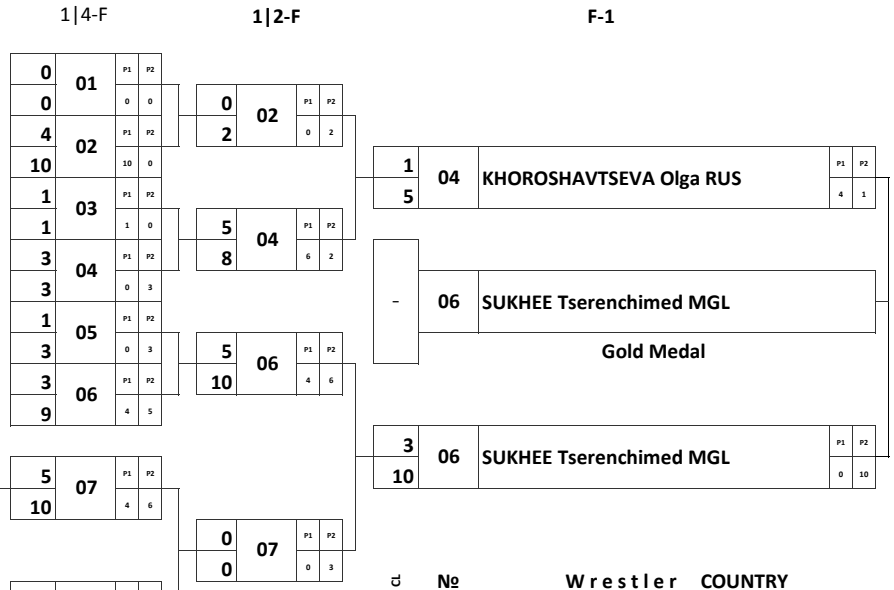 1|4-F 1|2-F F-1
0 01 P1 P2
0 0 0
0 02 P1 P2
2 0 2
4 02 P1 P2
10 10 0
1 04 KHOROSHAVTSEVA Olga RUS P1 P2
5 4 1
1 03 P1 P2
1 1 0
5 04 P1 P2
8 6 2
3 04 P1 P2
3 0 3
- 06 SUKHEE Tserenchimed MGL
Gold Medal
1 05 P1 P2
3 0 3
5 06 P1 P2
10 4 6
3 06 P1 P2
9 4 5
3 06 SUKHEE Tserenchimed MGL P1 P2
10 0 10
5 07 P1 P2
10 4 6
0 07 P1 P2
0 0 3
CL № Wrestler COUNTRY